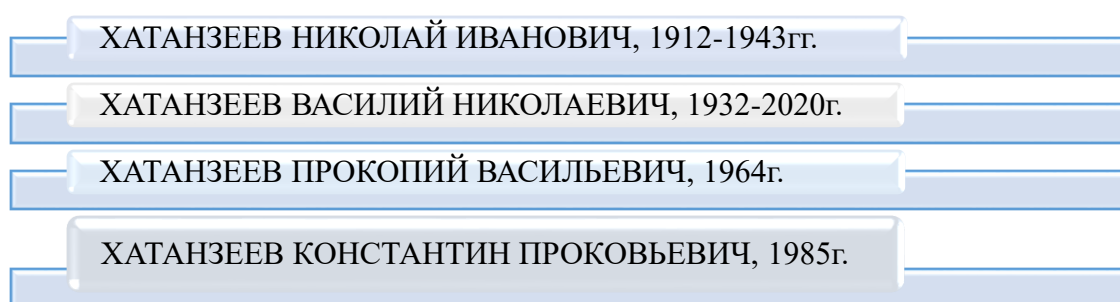 ХАТАНЗЕЕВ НИКОЛАЙ ИВАНОВИЧ, 1912-1943гг.
ХАТАНЗЕЕВ ВАСИЛИЙ НИКОЛАЕВИЧ, 1932-2020г.
ХАТАНЗЕЕВ ПРОКОПИЙ ВАСИЛЬЕВИЧ, 1964г.
ХАТАНЗЕЕВ КОНСТАНТИН ПРОКОВЬЕВИЧ, 1985г.